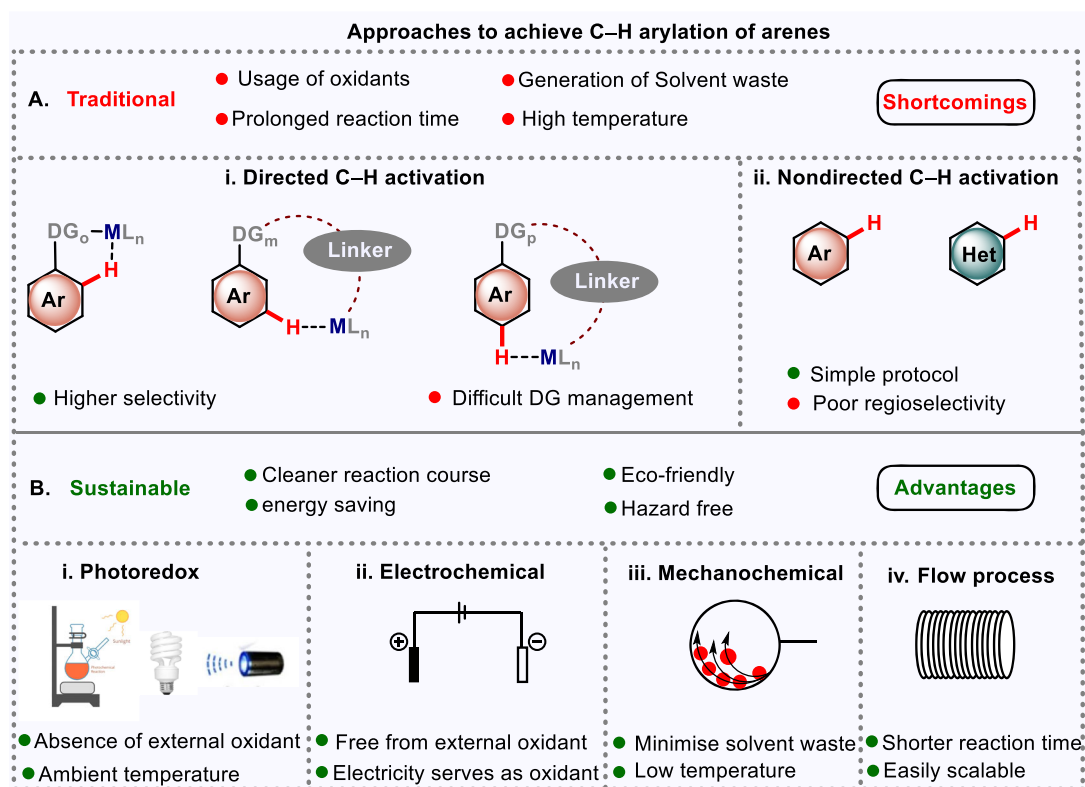 Approaches to achieve C–H arylation of arenes
A. Traditional
Usage of oxidants
Generation of Solvent waste
Prolonged reaction time
High temperature
Shortcomings
i. Directed C–H activation
DGo MLn
H
Ar
DGm
Linker
Ar
H MLn
DGp
Linker
Ar
H MLn
Higher selectivity
Difficult DG management
ii. Nondirected C–H activation
H
Ar
H
Het
Simple protocol
Poor regioselectivity
B. Sustainable
Cleaner reaction course
energy saving
Eco-friendly
Hazard free
Advantages
i. Photoredox
Sunlight
Absence of external oxidant
Ambient temperature
ii. Electrochemical
+ −
Free from external oxidant
Electricity serves as oxidant
iii. Mechanochemical
Minimise solvent waste
Low temperature
iv. Flow process
Shorter reaction time
Easily scalable